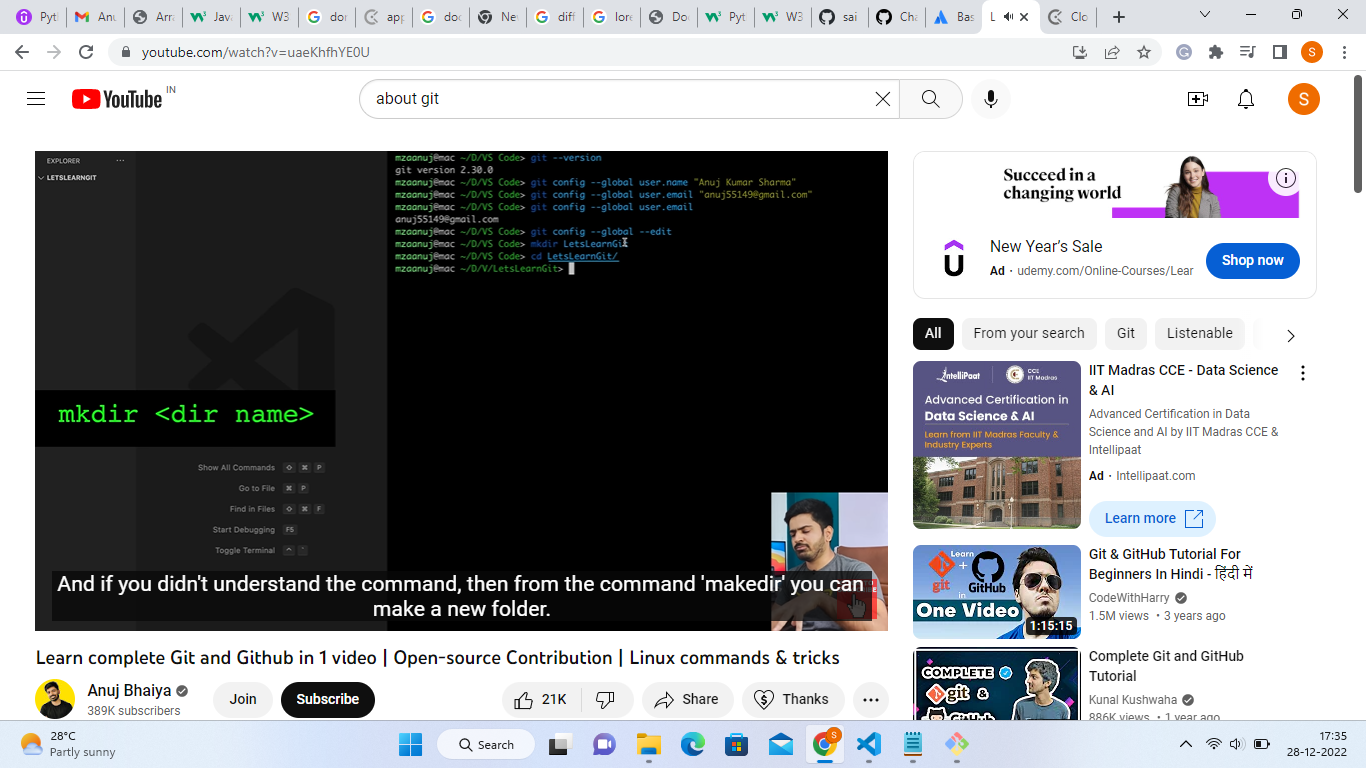 Pyt
Anu
Arra
Java
W3
dor
app
doc
Nev
diff
lore
Doc
Pyt
W3
sai
Cha
Bas
L
Clo
youtube.com/watch?v=uaeKhfhYE0U
S
YouTube IN
about git
S
EXPLORER ...
LETSLEARNGIT
mzaanuj@mac ~/D/VS Code> git --version
git version 2.30.0
mzaanuj@mac ~/D/VS Code> git config --global user.name "Anuj Kumar Sharma"
mzaanuj@mac ~/D/VS Code> git config --global user.email "anuj55149@gmail.com"
mzaanuj@mac ~/D/VS Code> git config --global user.email
anuj55149@gmail.com
mzaanuj@mac ~/D/VS Code> git config --global --edit
mzaanuj@mac ~/D/VS Code> mkdir LetsLearnGit
mzaanuj@mac ~/D/VS Code> cd LetsLearnGit/
mzaanuj@mac ~/D/V/LetsLearnGit>
mkdir <dir name>
Show All Commands ⇧ ⌘ P
Go to File ⌘ P
Find in Files ⇧ ⌘ F
Start Debugging F5
Toggle Terminal ^ `
And if you didn't understand the command, then from the command 'makedir' you can
make a new folder.
Learn complete Git and Github in 1 video | Open-source Contribution | Linux commands & tricks
Anuj Bhaiya
389K subscribers
Join
Subscribe
21K
Share
Thanks
Succeed in a
changing world
New Year's Sale
Ad · udemy.com/Online-Courses/Lear
Shop now
All
From your search
Git
Listenable
IntelliPaat
CCE
IIT Madras
Advanced Certification in
Data Science & AI
Learn from IIT Madras Faculty &
Industry Experts
IIT Madras CCE - Data Science
& AI
Advanced Certification in Data
Science and AI by IIT Madras CCE &
Intellipaat
Ad · Intellipaat.com
Learn more
Learn
git + GitHub
in
One Video
1:15:15
Git & GitHub Tutorial For
Beginners In Hindi - हिंदी में
CodeWithHarry
1.5M views · 3 years ago
COMPLETE
git &
GitHub
Complete Git and GitHub
Tutorial
Kunal Kushwaha
886K views · 1 year ago
28°C
Partly sunny
Search
S
17:35
28-12-2022